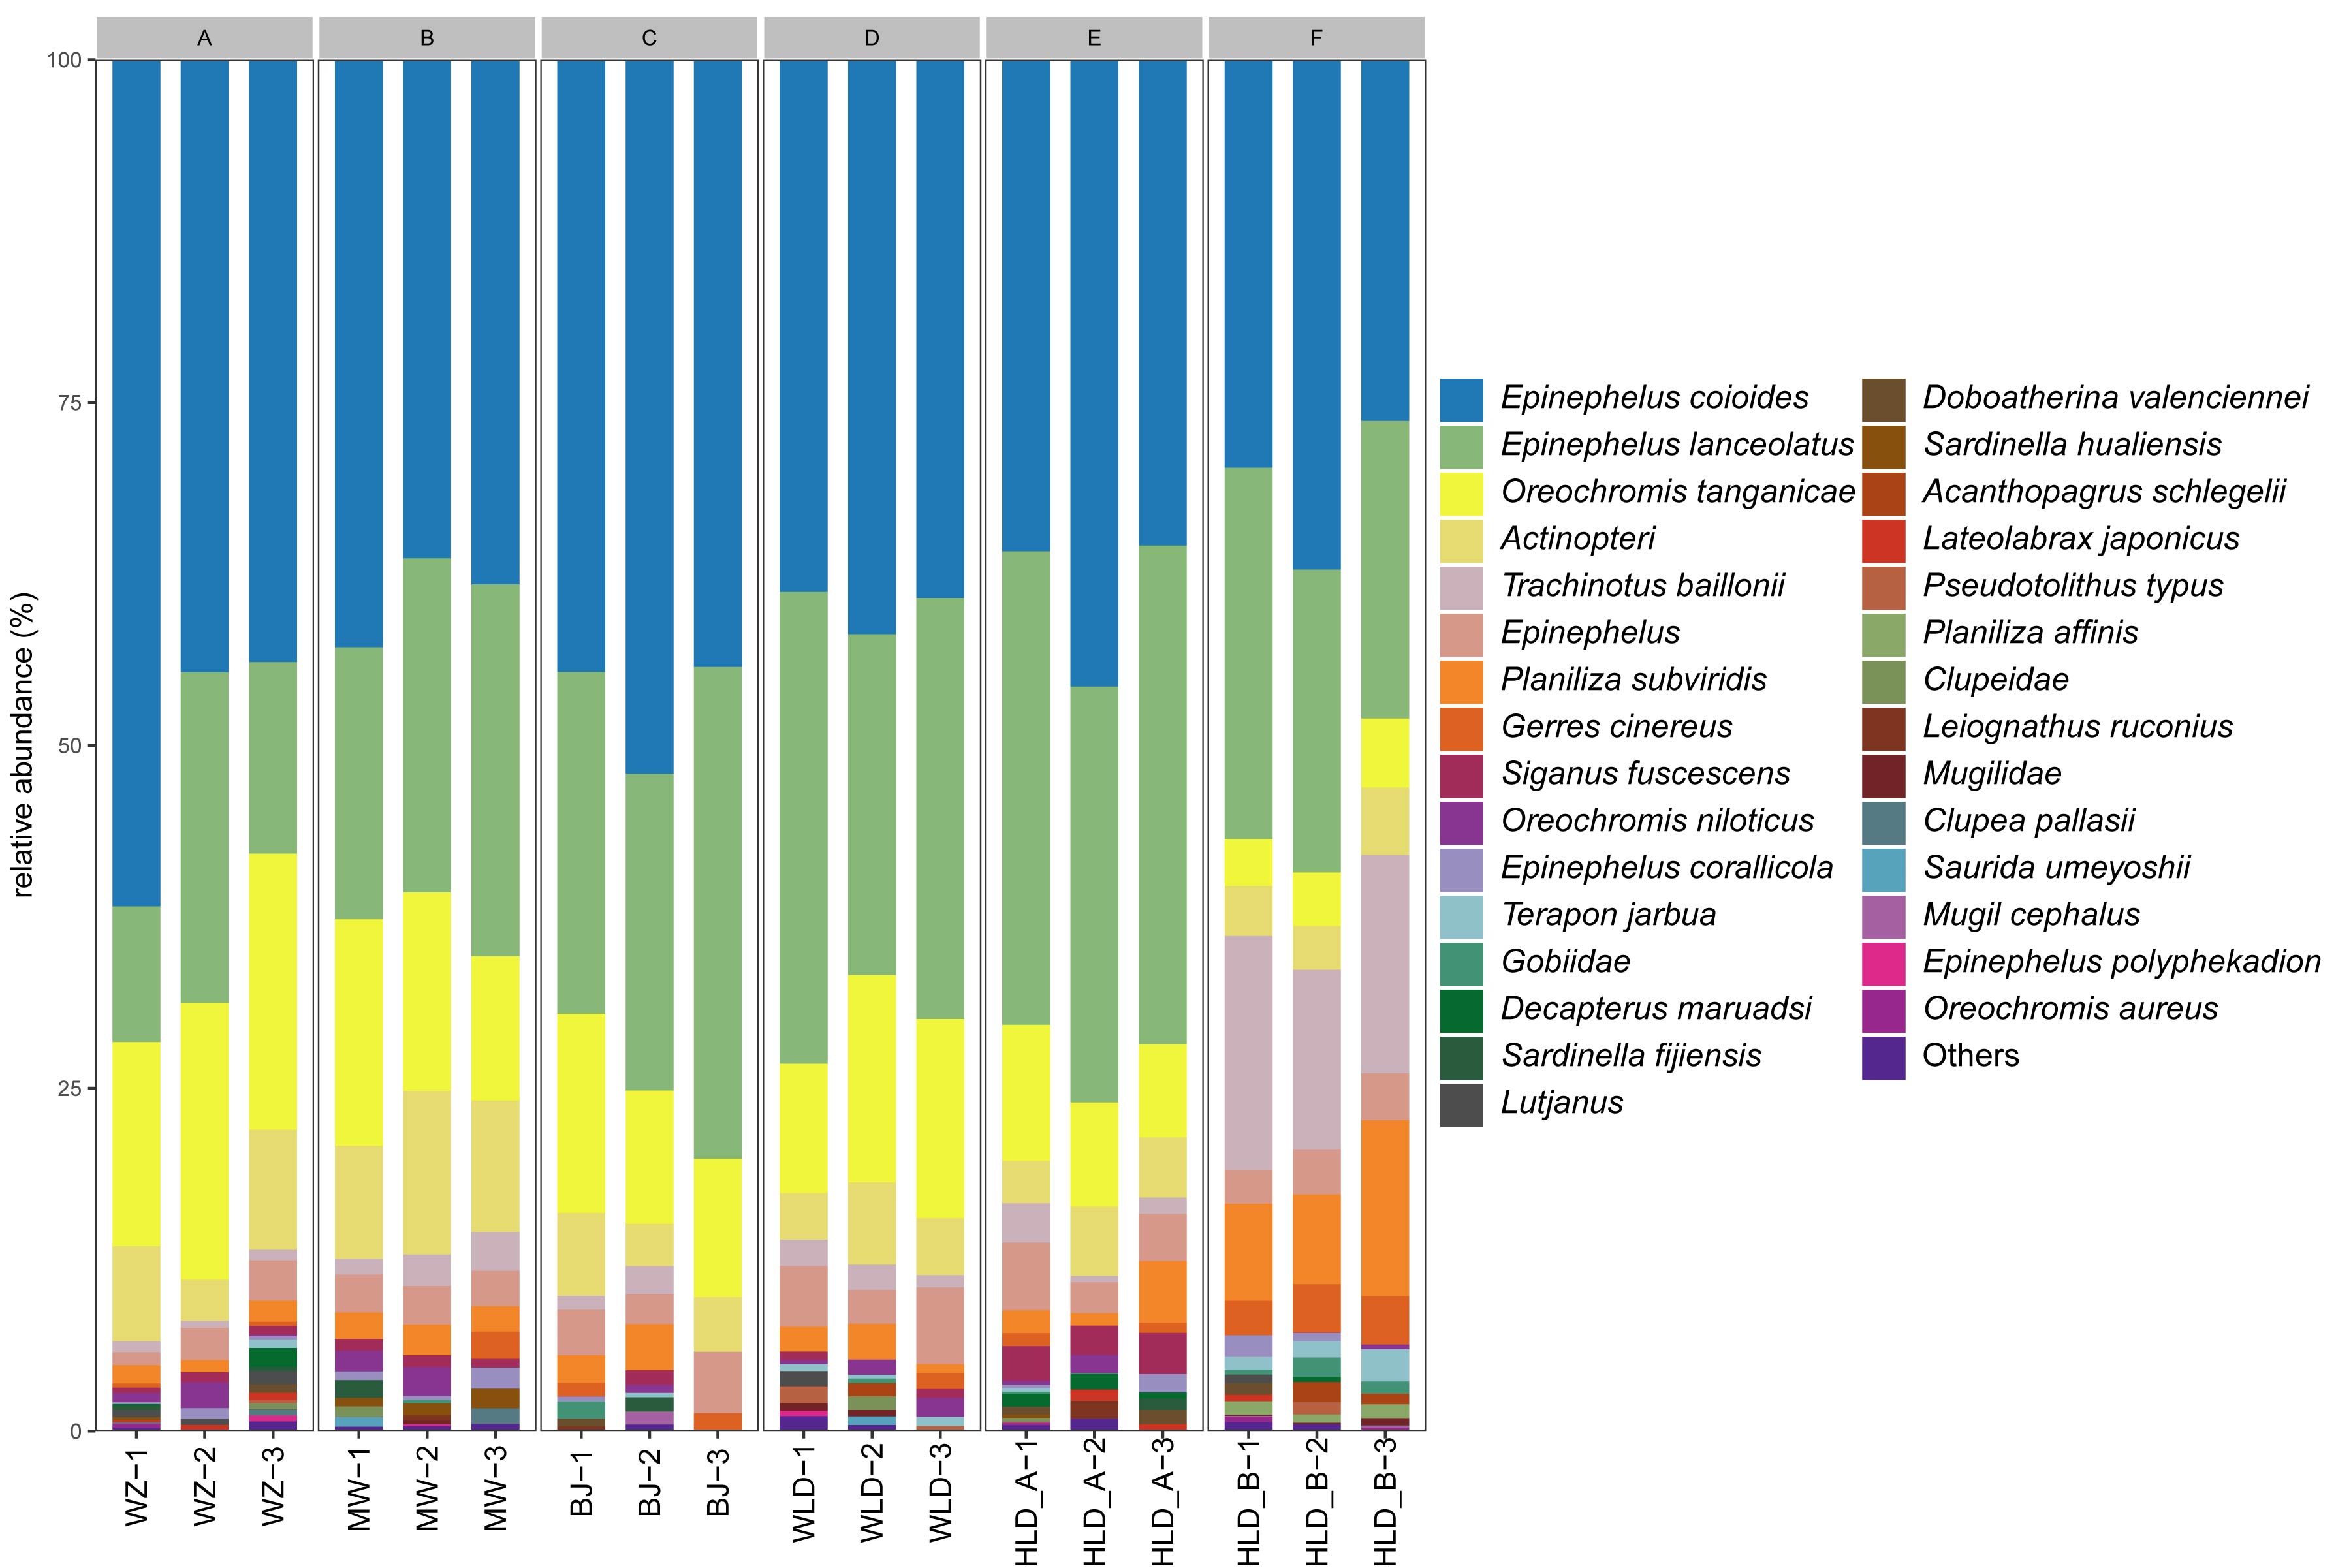 A
B
C
D
E
F
100
75
50
25
0
relative abundance (%)
WZ−1
WZ−2
WZ−3
MW−1
MW−2
MW−3
BJ−1
BJ−2
BJ−3
WLD−1
WLD−2
WLD−3
HLD_A−1
HLD_A−2
HLD_A−3
HLD_B−1
HLD_B−2
HLD_B−3
Epinephelus coioides
Epinephelus lanceolatus
Oreochromis tanganicae
Actinopteri
Trachinotus baillonii
Epinephelus
Planiliza subviridis
Gerres cinereus
Siganus fuscescens
Oreochromis niloticus
Epinephelus corallicola
Terapon jarbua
Gobiidae
Decapterus maruadsi
Sardinella fijiensis
Lutjanus
Doboatherina valenciennei
Sardinella hualiensis
Acanthopagrus schlegelii
Lateolabrax japonicus
Pseudotolithus typus
Planiliza affinis
Clupeidae
Leiognathus ruconius
Mugilidae
Clupea pallasii
Saurida umeyoshii
Mugil cephalus
Epinephelus polyphekadion
Oreochromis aureus
Others